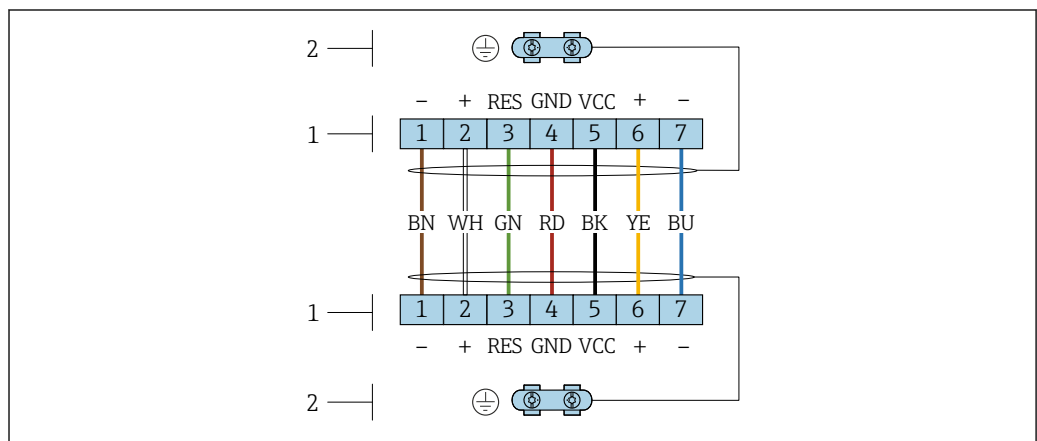 2
− + RES GND VCC + −
1 1 2 3 4 5 6 7
BN WH GN RD BK YE BU
1 1 2 3 4 5 6 7
− + RES GND VCC + −
2